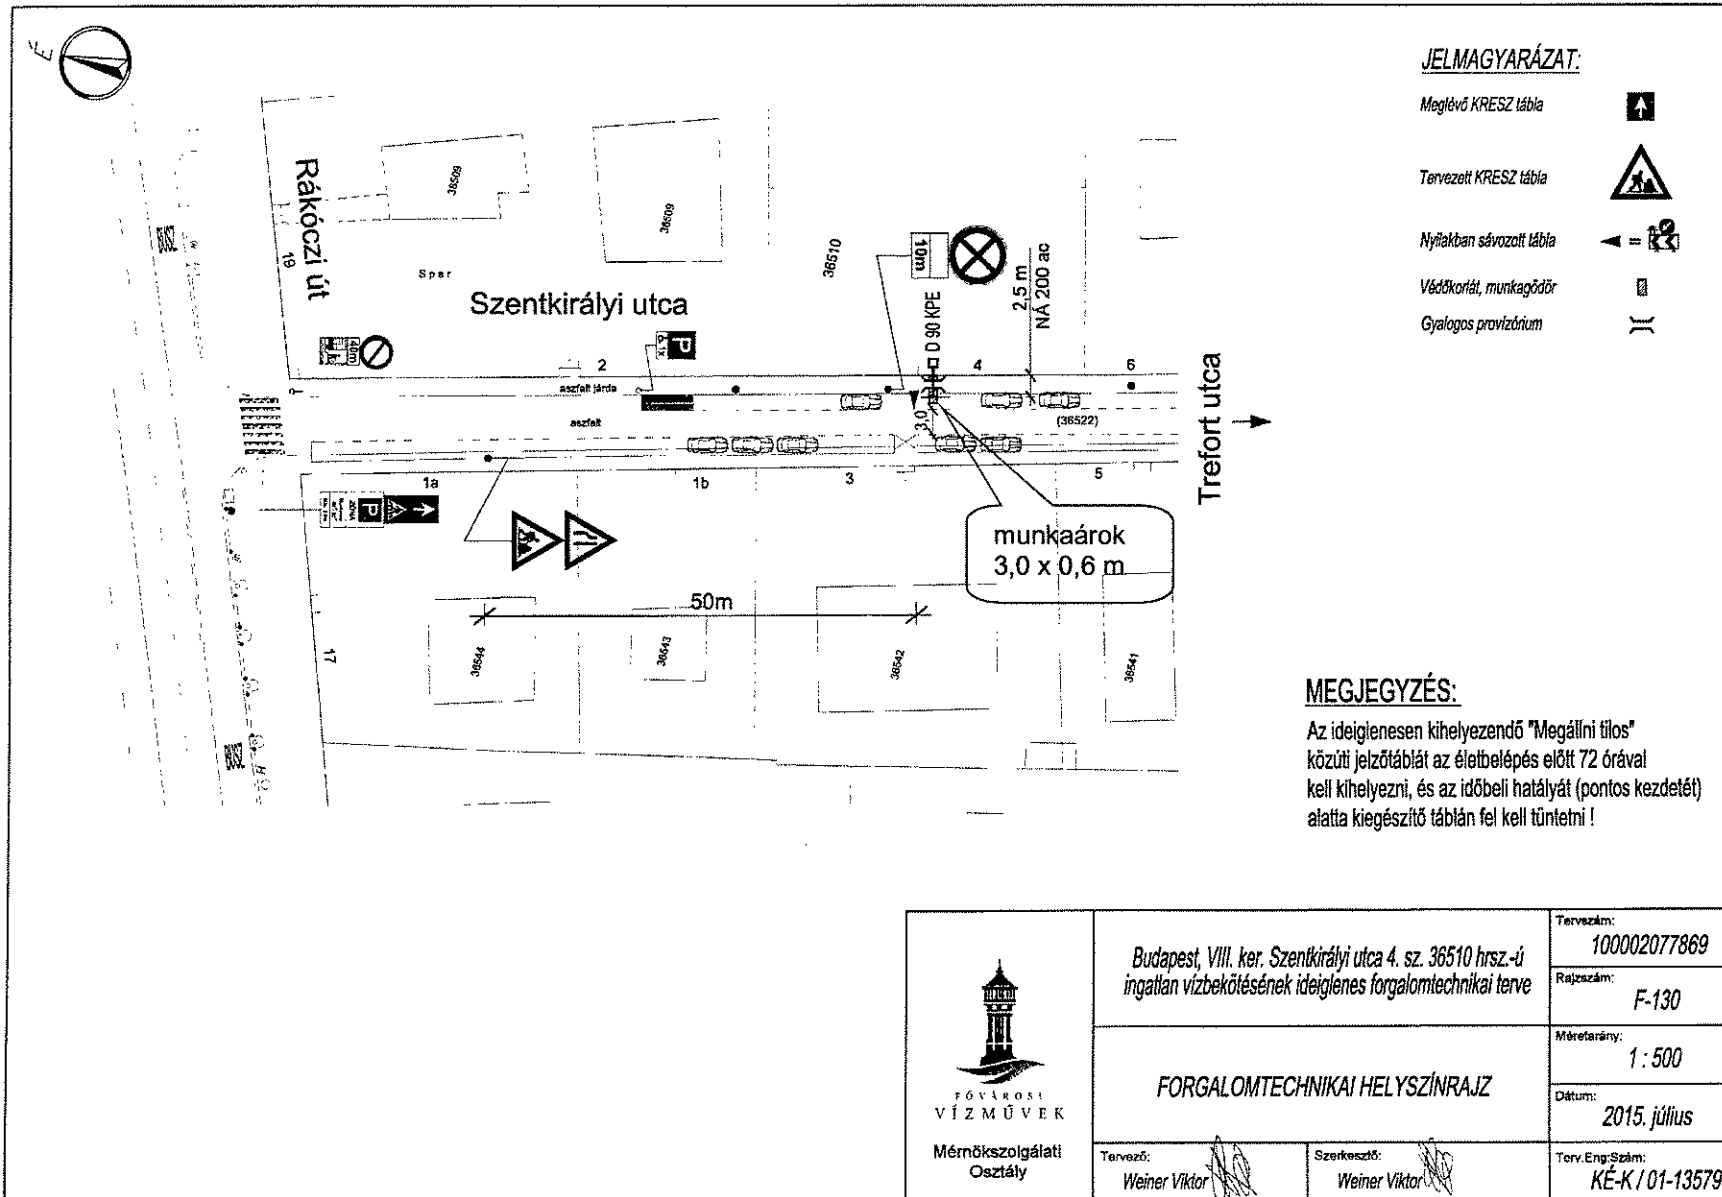 É
JELMAGYARÁZAT:
Meglévő KRESZ tábla
Tervezett KRESZ tábla
Nyilakban sávozott tábla
=
Védőkorlát, munkagödör
Gyalogos provizórium
Rákóczi út
19
36509
36509
Spar
Szentkirályi utca
36510
10m
D 90 KPE
2,5 m
NÁ 200 ac
40m
P
2
4
6
aszfalt járda
aszfalt
3,0
(36522)
Trefort utca
1a
1b
3
5
ZÓNA
P
munkaárok
3,0 x 0,6 m
50m
17
36544
36543
36542
36541
MEGJEGYZÉS:
Az ideiglenesen kihelyezendő "Megállni tilos"
közúti jelzőtáblát az életbelépés előtt 72 órával
kell kihelyezni, és az időbeli hatályát (pontos kezdetét)
alatta kiegészítő táblán fel kell tüntetni !
FŐVÁROSI
VÍZMŰVEK
Mérnökszolgálati
Osztály
Budapest, VIII. ker. Szentkirályi utca 4. sz. 36510 hrsz.-ú
ingatlan vízbekötésének ideiglenes forgalomtechnikai terve
FORGALOMTECHNIKAI HELYSZÍNRAJZ
Tervező:
Weiner Viktor
Szerkesztő:
Weiner Viktor
Tervszám:
100002077869
Rajzszám:
F-130
Méretarány:
1 : 500
Dátum:
2015. július
Terv.Eng.Szám:
KÉ-K / 01-13579